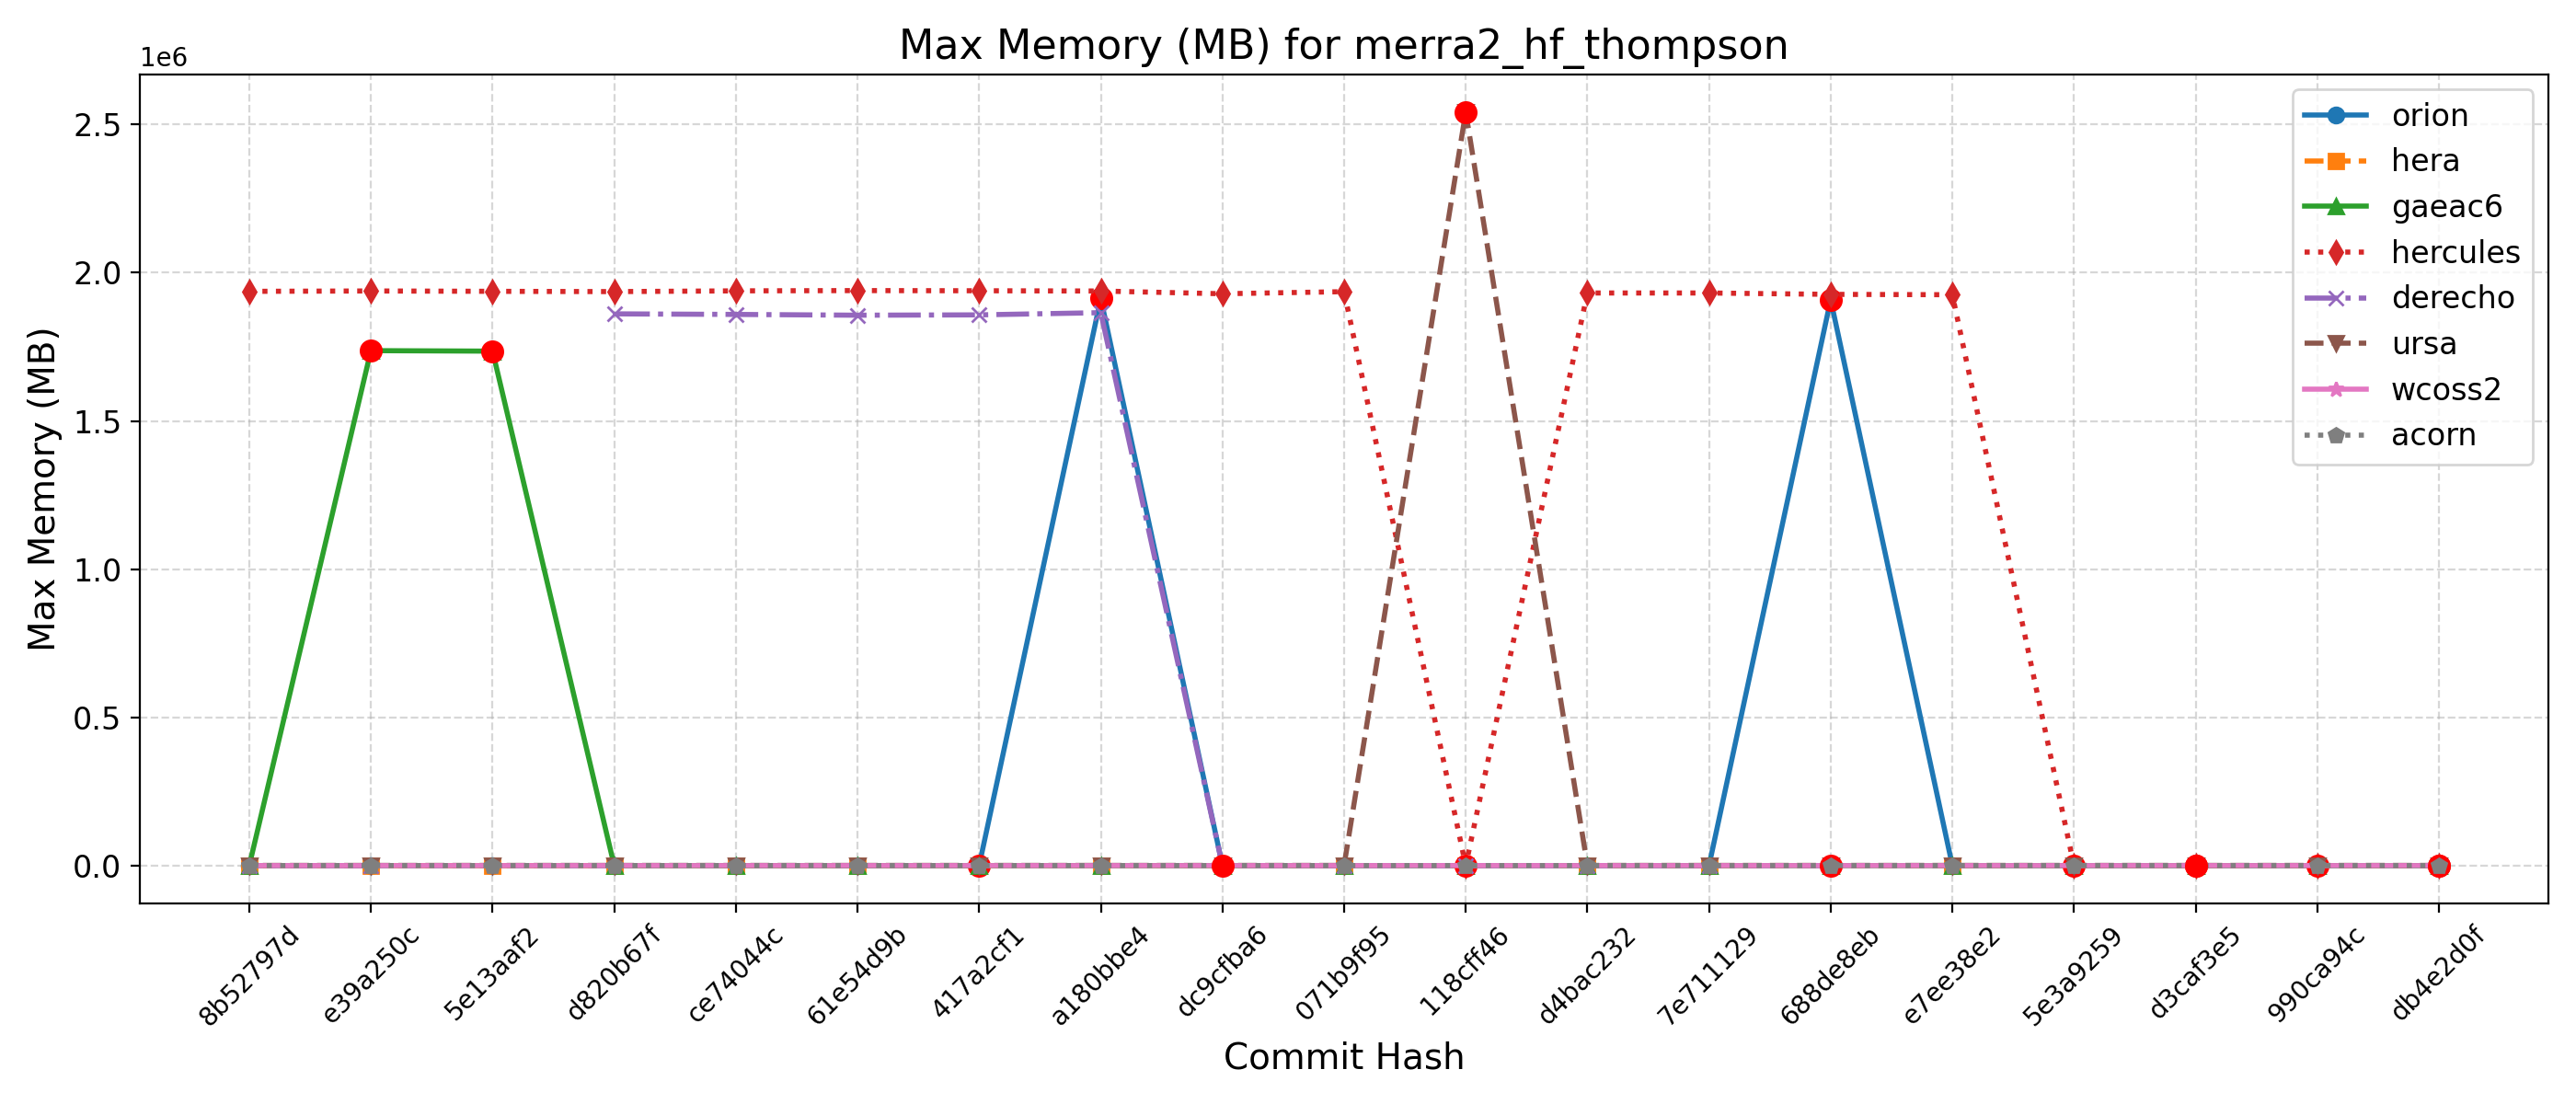 Max Memory (MB) for merra2_hf_thompson
1e6
2.5
2.0
1.5
1.0
0.5
0.0
Max Memory (MB)
orion
hera
gaeac6
hercules
derecho
ursa
wcoss2
acorn
8b52797d
e39a250c
5e13aaf2
d820b67f
ce74044c
61e54d9b
417a2cf1
a180bbe4
dc9cfba6
071b9f95
118cff46
d4bac232
7e711129
688de8eb
e7ee38e2
5e3a9259
d3caf3e5
990ca94c
db4e2d0f
Commit Hash